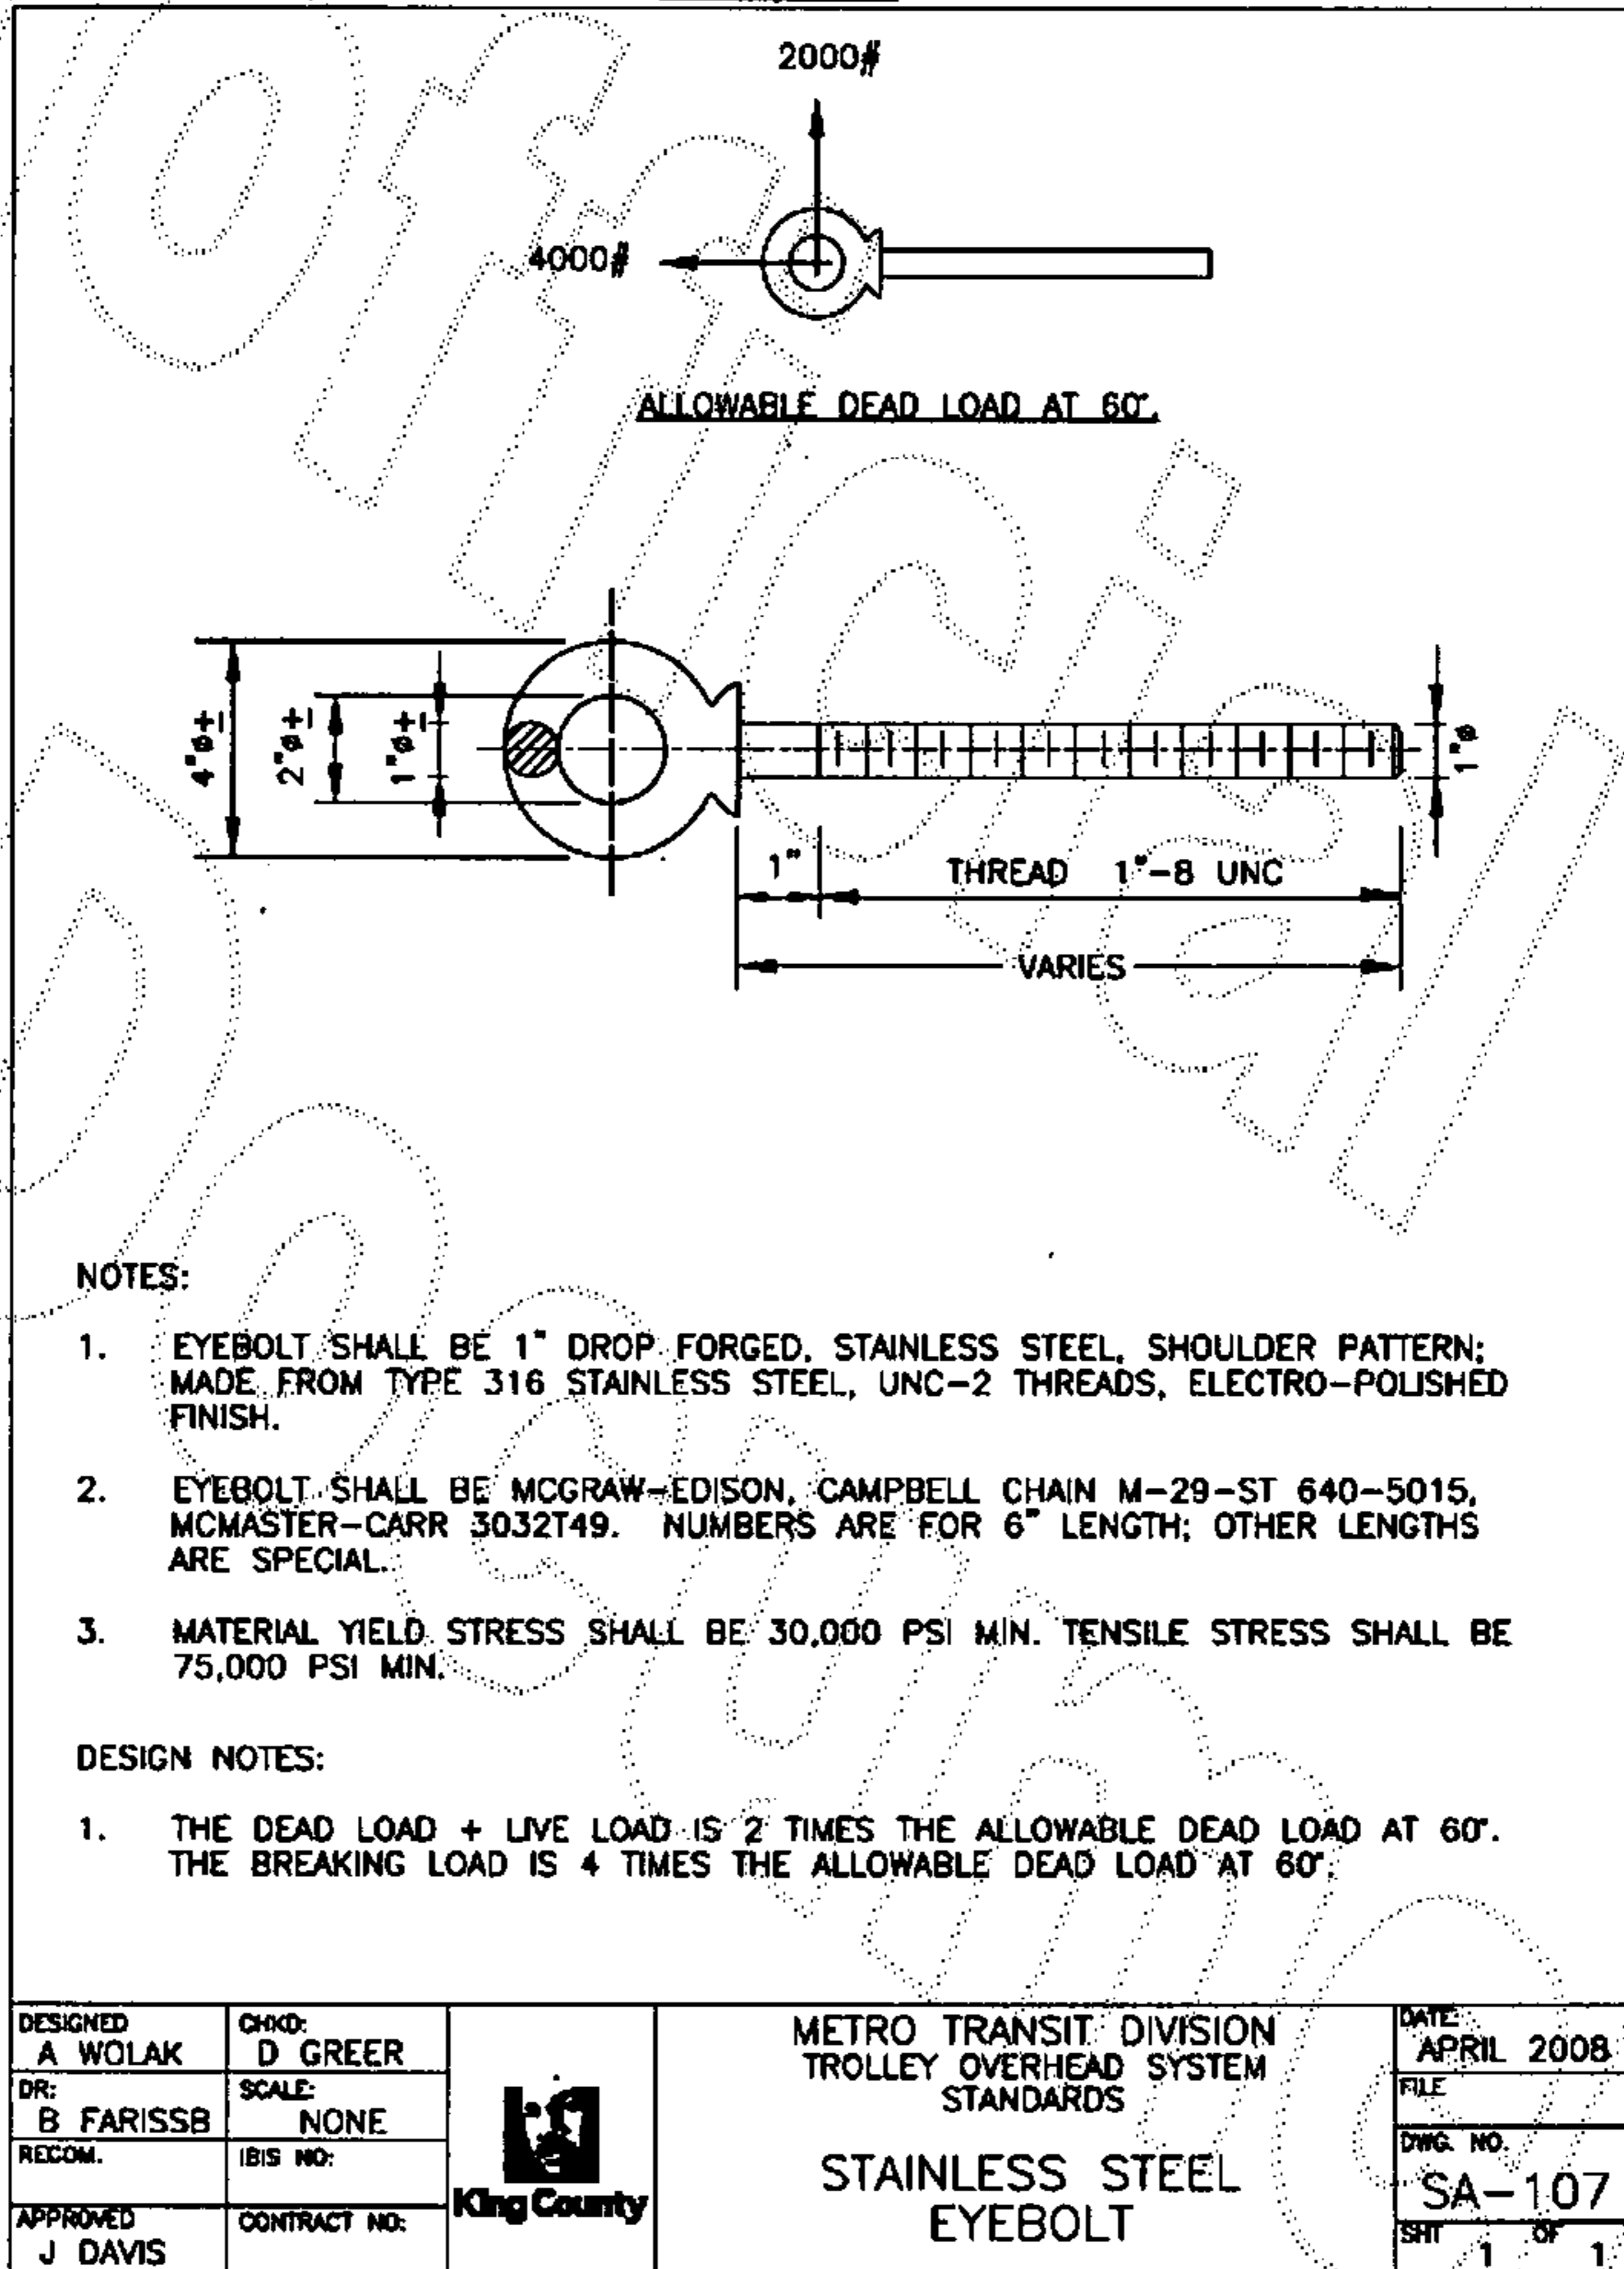 2000#
4000#
ALLOWABLE DEAD LOAD AT 60°.
4"ø±
2"ø±
1"ø±
1"ø
1"
THREAD 1"-8 UNC
VARIES
NOTES:
1. EYEBOLT SHALL BE 1" DROP FORGED, STAINLESS STEEL, SHOULDER PATTERN;
MADE FROM TYPE 316 STAINLESS STEEL, UNC-2 THREADS, ELECTRO-POLISHED
FINISH.
2. EYEBOLT SHALL BE MCGRAW-EDISON, CAMPBELL CHAIN M-29-ST 640-5015,
MCMASTER-CARR 3032T49. NUMBERS ARE FOR 6" LENGTH; OTHER LENGTHS
ARE SPECIAL.
3. MATERIAL YIELD STRESS SHALL BE 30,000 PSI MIN. TENSILE STRESS SHALL BE
75,000 PSI MIN.
DESIGN NOTES:
1. THE DEAD LOAD + LIVE LOAD IS 2 TIMES THE ALLOWABLE DEAD LOAD AT 60°.
THE BREAKING LOAD IS 4 TIMES THE ALLOWABLE DEAD LOAD AT 60°.
DESIGNED
A WOLAK
CHKD:
D GREER
DR:
B FARISSB
SCALE:
NONE
RECOM.
IBIS NO:
APPROVED
J DAVIS
CONTRACT NO:
King County
METRO TRANSIT DIVISION
TROLLEY OVERHEAD SYSTEM
STANDARDS
STAINLESS STEEL
EYEBOLT
DATE:
APRIL 2008
FILE
DWG. NO.
SA-107
SHT 1 OF 1